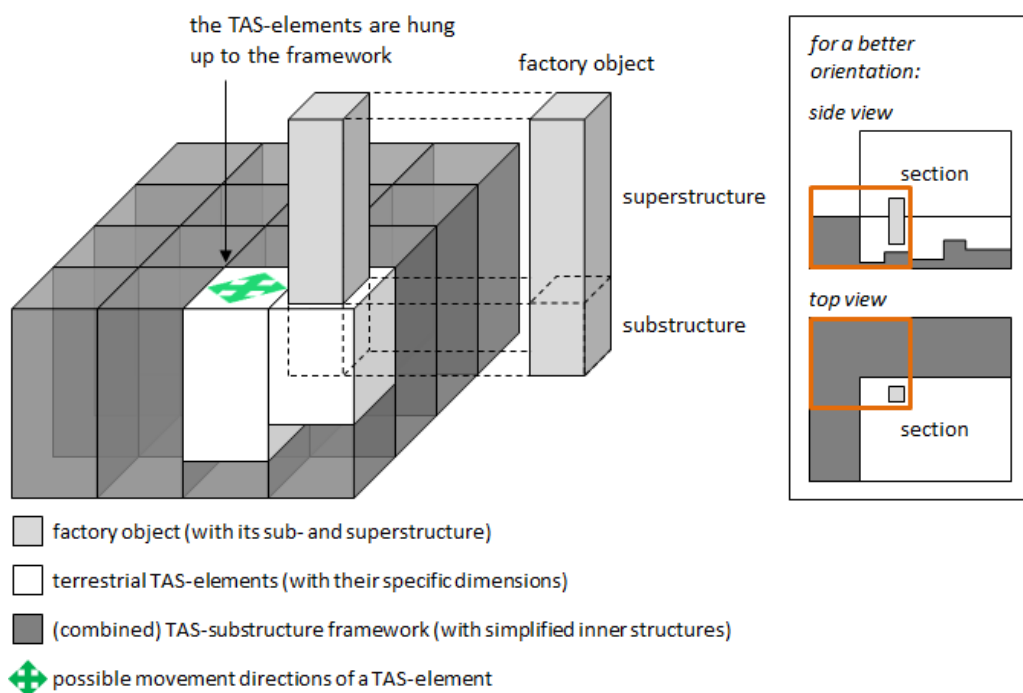 the TAS-elements are hung
up to the framework
factory object
superstructure
substructure
for a better
orientation:
side view
section
top view
section
factory object (with its sub- and superstructure)
terrestrial TAS-elements (with their specific dimensions)
(combined) TAS-substructure framework (with simplified inner structures)
possible movement directions of a TAS-element